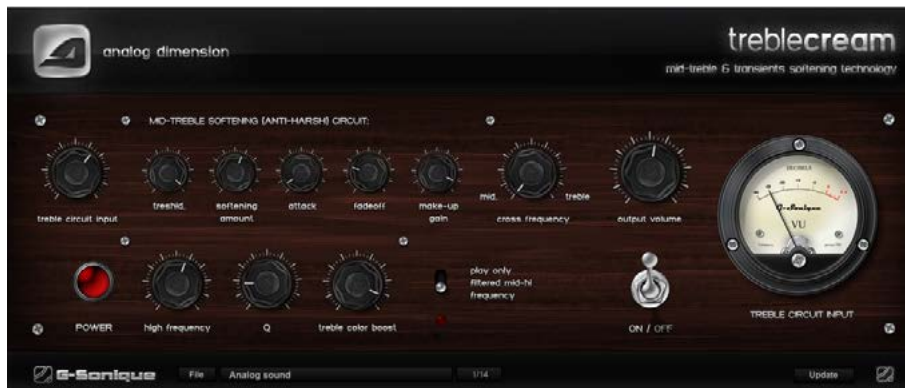 analog dimension
treblecream
mid-treble & transients softening technology
MID-TREBLE SOFTENING (ANTI-HARSH) CIRCUIT:
treble circuit input
treshld.
softening
amount
attack
fadeoff
make-up
gain
mid.
treble
cross frequency
output volume
DECIBELS
G-Sonique
VU
POWER
high frequency
Q
treble color boost
play only
filtered mid-hi
frequency
ON / OFF
TREBLE CIRCUIT INPUT
G-Sonique
File
Analog sound
1/14
Update